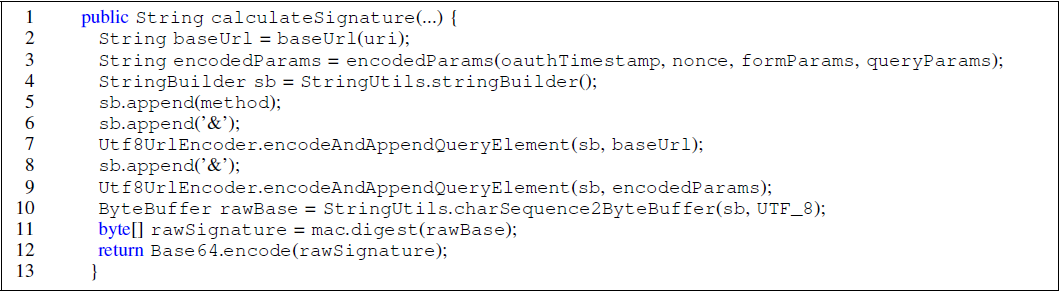 1 public String calculateSignature(...) {
2 String baseUrl = baseUrl(uri);
3 String encodedParams = encodedParams(oauthTimestamp, nonce, formParams, queryParams);
4 StringBuilder sb = StringUtils.stringBuilder();
5 sb.append(method);
6 sb.append('&');
7 Utf8UrlEncoder.encodeAndAppendQueryElement(sb, baseUrl);
8 sb.append('&');
9 Utf8UrlEncoder.encodeAndAppendQueryElement(sb, encodedParams);
10 ByteBuffer rawBase = StringUtils.charSequence2ByteBuffer(sb, UTF_8);
11 byte[] rawSignature = mac.digest(rawBase);
12 return Base64.encode(rawSignature);
13 }